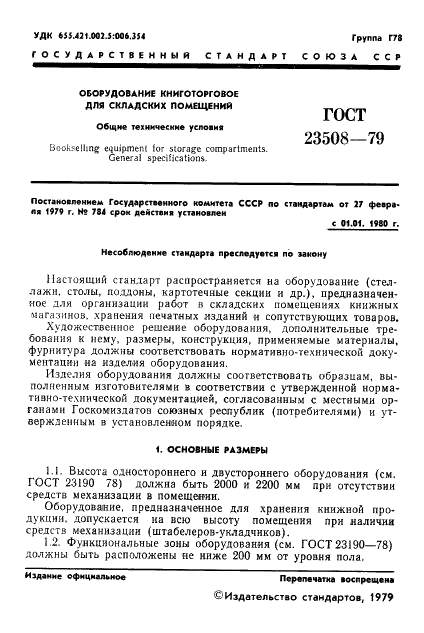 УДК 655.421.002.5:006.354
Группа Г78
ГОСУДАРСТВЕННЫЙ СТАНДАРТ СОЮЗА ССР
ОБОРУДОВАНИЕ КНИГОТОРГОВОЕ
ДЛЯ СКЛАДСКИХ ПОМЕЩЕНИЙ
Общие технические условия
Bookselling equipment for storage compartments.
General specifications.
ГОСТ
23508—79
Постановлением Государственного комитета СССР по стандартам от 27 февра-
ля 1979 г. № 784 срок действия установлен
с 01.01. 1980 г.
Несоблюдение стандарта преследуется по закону
Настоящий стандарт распространяется на оборудование (стел-
лажи, столы, поддоны, картотечные секции и др.), предназначен-
ное для организации работ в складских помещениях книжных
магазинов, хранения печатных изданий и сопутствующих товаров.
Художественное решение оборудования, дополнительные тре-
бования к нему, размеры, конструкция, применяемые материалы,
фурнитура должны соответствовать нормативно-технической доку-
ментации на изделия оборудования.
Изделия оборудования должны соответствовать образцам, вы-
полненным изготовителями в соответствии с утвержденной норма-
тивно-технической документацией, согласованным с местными ор-
ганами Госкомиздатов союзных республик (потребителями) и ут-
вержденным в установленном порядке.
1. ОСНОВНЫЕ РАЗМЕРЫ
1.1. Высота одностороннего и двустороннего оборудования (см.
ГОСТ 23190 78) должна быть 2000 и 2200 мм при отсутствии
средств механизации в помещении.
Оборудование, предназначенное для хранения книжной про-
дукции, допускается на всю высоту помещения при наличии
средств механизации (штабелеров-укладчиков).
1.2. Функциональные зоны оборудования (см. ГОСТ 23190—78)
должны быть расположены не ниже 200 мм от уровня пола.
Издание официальное
Перепечатка воспрещена
©Издательство стандартов, 1979